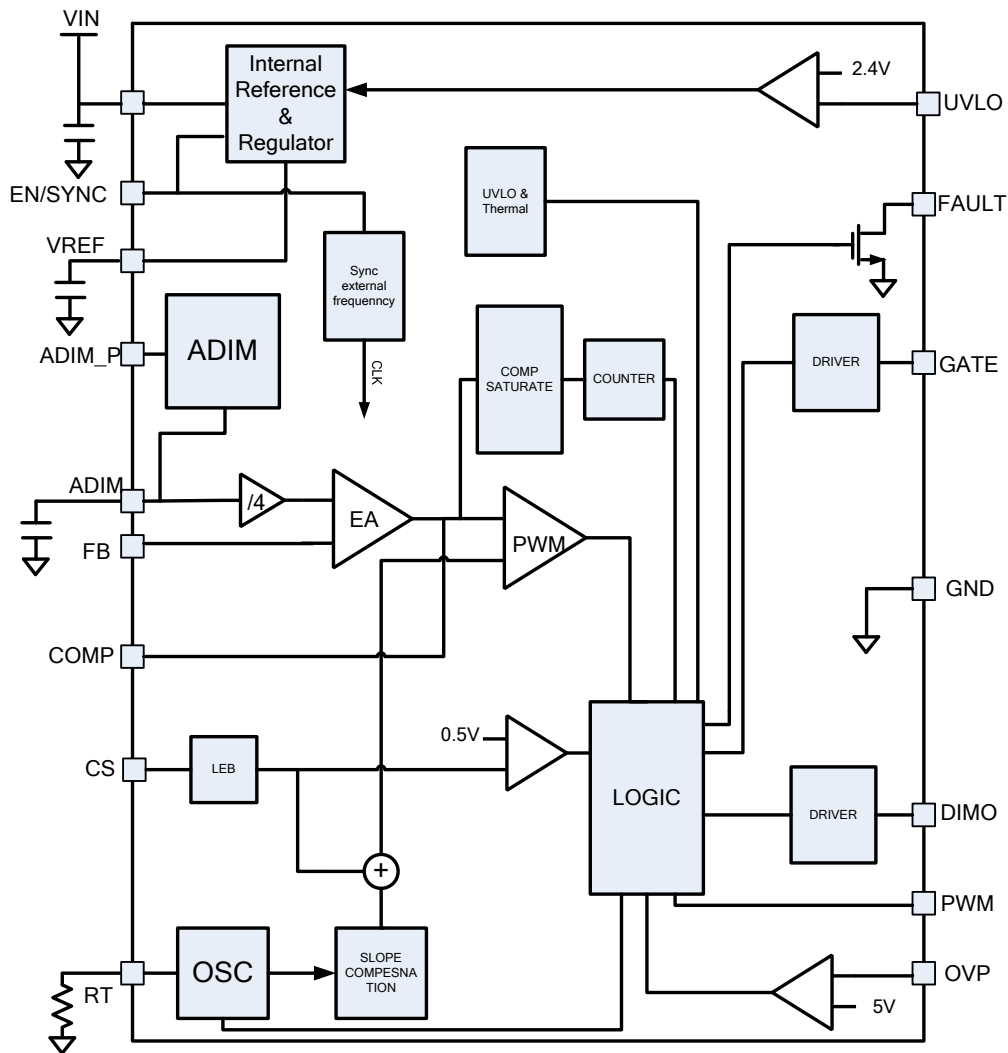 VIN
Internal
Reference
&
Regulator
2.4V
UVLO
EN/SYNC
UVLO &
Thermal
FAULT
VREF
Sync
external
frequenncy
ADIM_P
ADIM
CLK
COMP
SATURATE
COUNTER
DRIVER
GATE
ADIM
/4
EA
FB
PWM
GND
COMP
0.5V
CS
LEB
LOGIC
DRIVER
DIMO
+
PWM
OSC
SLOPE
COMPESNA
TION
OVP
RT
5V